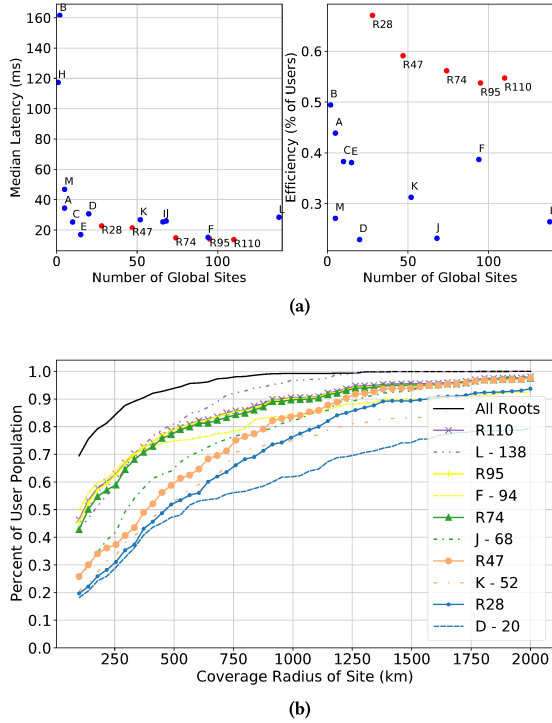 160
140
120
100
80
60
40
20
Median Latency (ms)
B
H
M
A
C
E
D
R28
R47
K
IJ
R74
F
R95
R110
L
0
50
100
Number of Global Sites
0.6
0.5
0.4
0.3
Efficiency (% of Users)
R28
R47
R74
R95
R110
B
A
C
E
F
K
M
D
J
0
50
100
Number of Global Sites
(a)
1.0
0.9
0.8
0.7
0.6
0.5
0.4
0.3
0.2
0.1
0.0
Percent of User Population
All Roots
R110
L - 138
R95
F - 94
R74
J - 68
R47
K - 52
R28
D - 20
250
500
750
1000
1250
1500
1750
2000
Coverage Radius of Site (km)
(b)